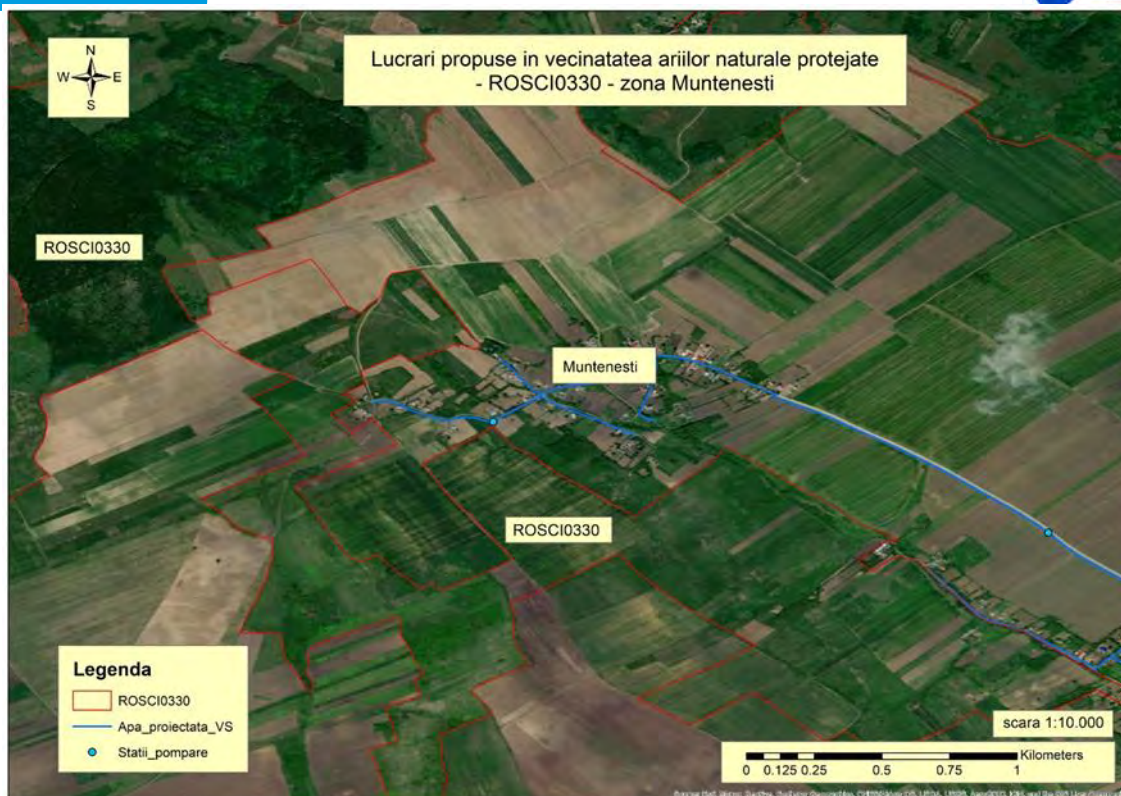 Lucrari propuse in vecinatatea ariilor naturale protejate
- ROSCI0330 - zona Muntenesti
N
W E
S
ROSCI0330
Muntenesti
ROSCI0330
Legenda
ROSCI0330
Apa_proiectata_VS
Statii_pompare
scara 1:10.000
Kilometers
0 0.125 0.25 0.5 0.75 1